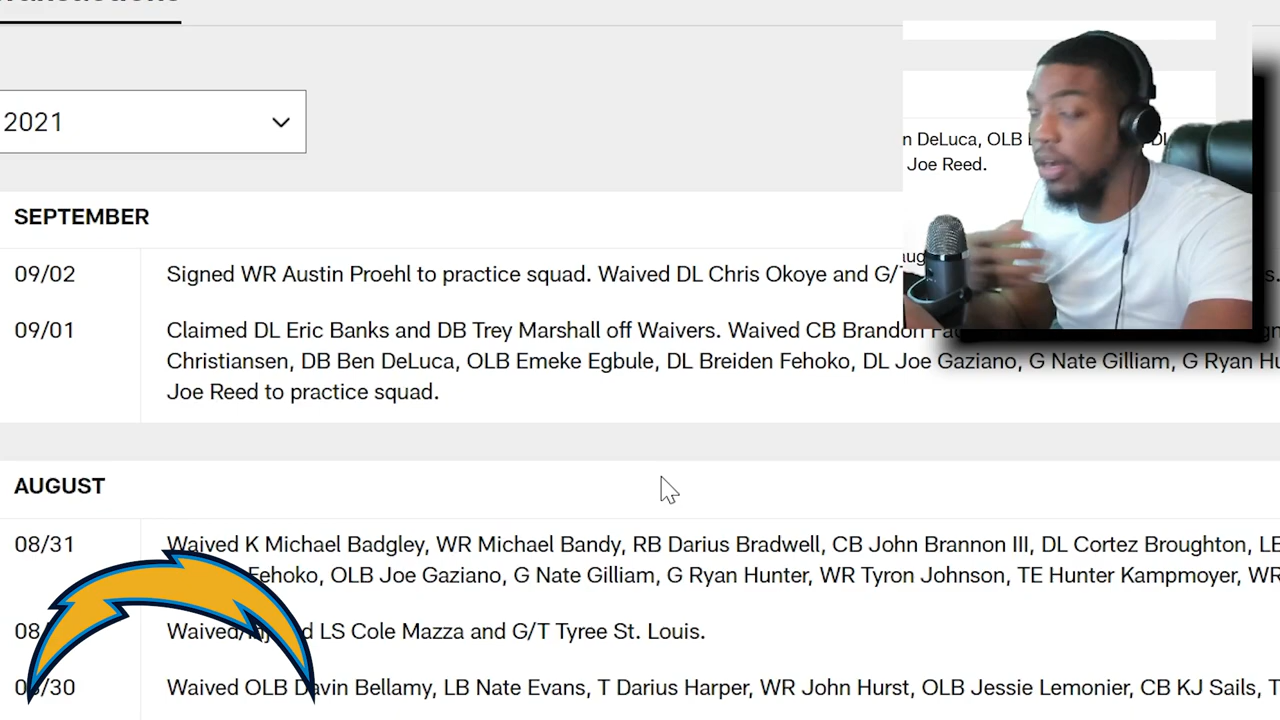 2021
n DeLuca, OLB
Joe Reed.
SEPTEMBER
09/02 Signed WR Austin Proehl to practice squad. Waived DL Chris Okoye and G/T
09/01 Claimed DL Eric Banks and DB Trey Marshall off Waivers. Waived CB Brandon
Christiansen, DB Ben DeLuca, OLB Emeke Egbule, DL Breiden Fehoko, DL Joe Gaziano, G Nate Gilliam, G Ryan Hu
Joe Reed to practice squad.
AUGUST
08/31 Waived K Michael Badgley, WR Michael Bandy, RB Darius Bradwell, CB John Brannon III, DL Cortez Broughton, LB
Fehoko, OLB Joe Gaziano, G Nate Gilliam, G Ryan Hunter, WR Tyron Johnson, TE Hunter Kampmoyer, WR
08/ LS Cole Mazza and G/T Tyree St. Louis.
08/30 Waived OLB Davin Bellamy, LB Nate Evans, T Darius Harper, WR John Hurst, OLB Jessie Lemonier, CB KJ Sails, T